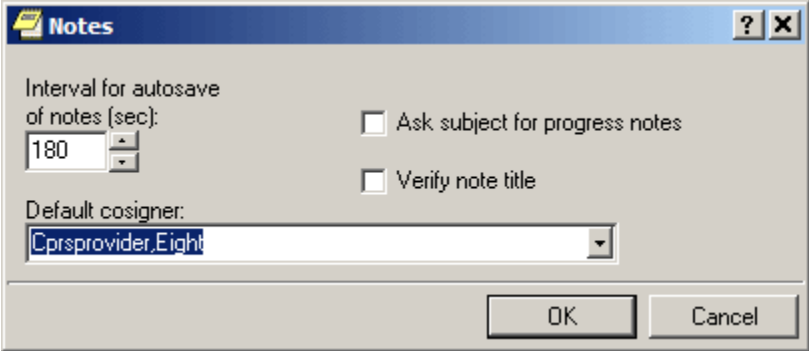 Notes
Interval for autosave
of notes (sec):
180
Ask subject for progress notes
Verify note title
Default cosigner:
Cprsprovider,Eight
OK
Cancel